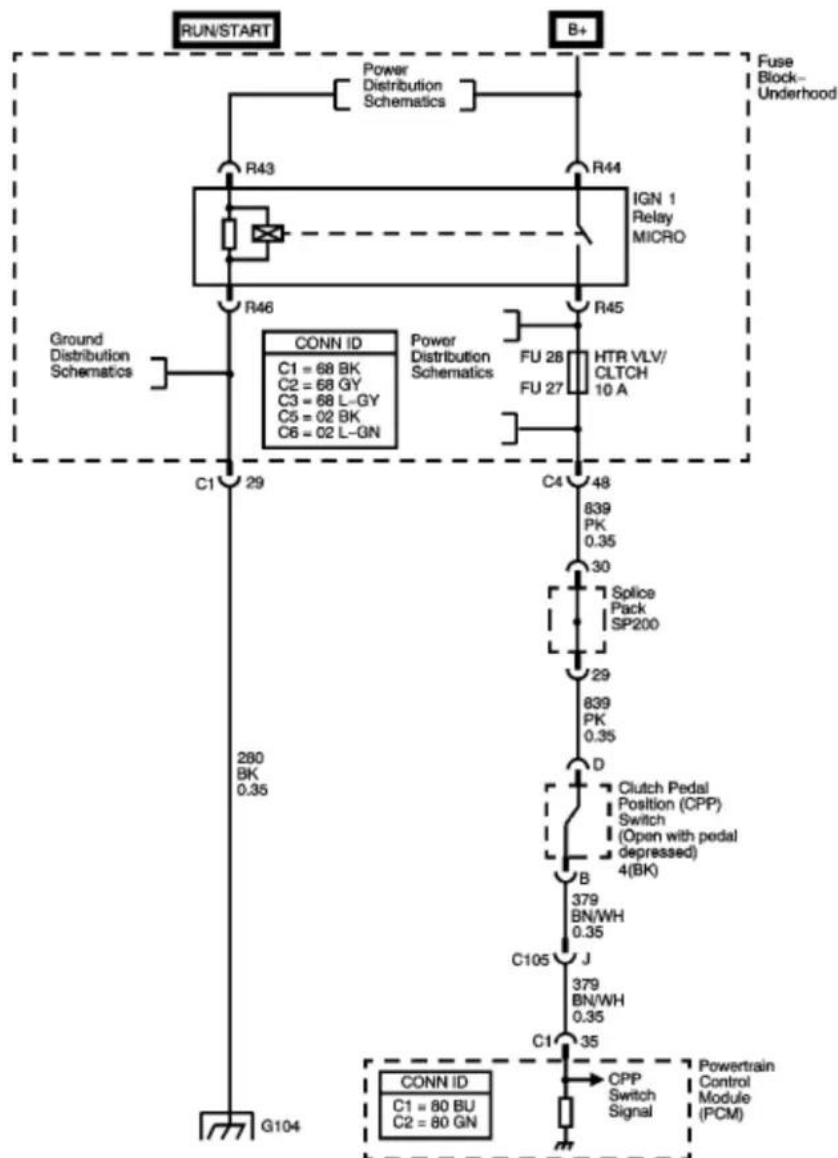 RUN/START
B+
Fuse
Block–
Underhood
Power
Distribution
Schematics
R43
R44
IGN 1
Relay
MICRO
R46
R45
Ground
Distribution
Schematics
CONN ID
C1 = 68 BK
C2 = 68 GY
C3 = 68 L–GY
C5 = 02 BK
C6 = 02 L–GN
Power
Distribution
Schematics
FU 28
FU 27
HTR VLV/
CLTCH
10 A
C1 29
C4 48
839
PK
0.35
30
Splice
Pack
SP200
29
839
PK
0.35
280
BK
0.35
D
Clutch Pedal
Position (CPP)
Switch
(Open with pedal
depressed)
4(BK)
B
379
BN/WH
0.35
C105 J
379
BN/WH
0.35
C1 35
Powertrain
Control
Module
(PCM)
CONN ID
C1 = 80 BU
C2 = 80 GN
CPP
Switch
Signal
G104